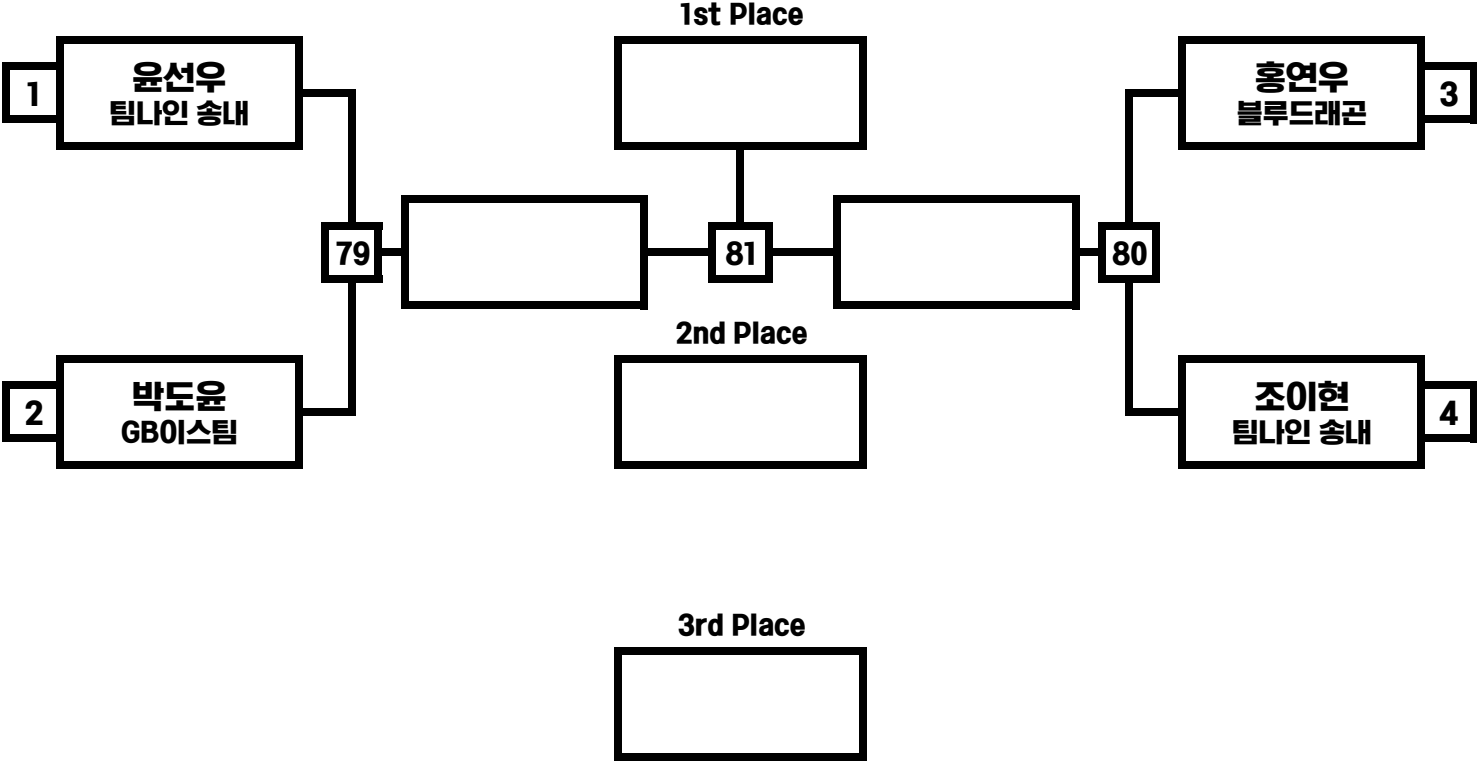 1st Place
1
윤선우
팀나인 송내
홍연우
블루드래곤
3
79
81
80
2nd Place
2
박도윤
GB이스팀
조이현
팀나인 송내
4
3rd Place